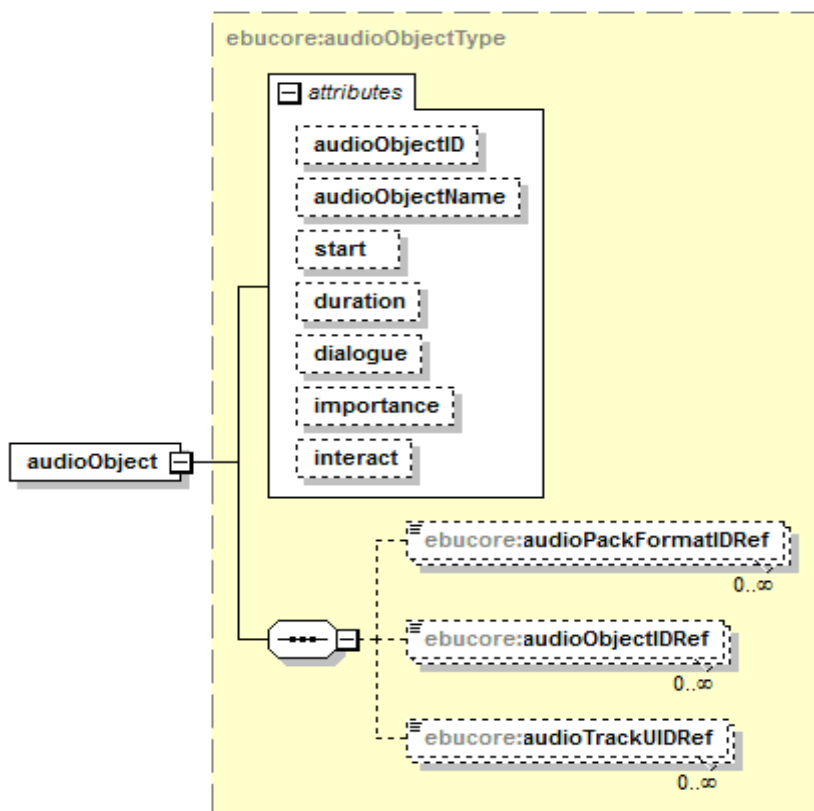 ebucore:audioObjectType
attributes
audioObjectID
audioObjectName
start
duration
dialogue
importance
interact
audioObject
ebucore:audioPackFormatIDRef
0..∞
ebucore:audioObjectIDRef
0..∞
ebucore:audioTrackUIDRef
0..∞